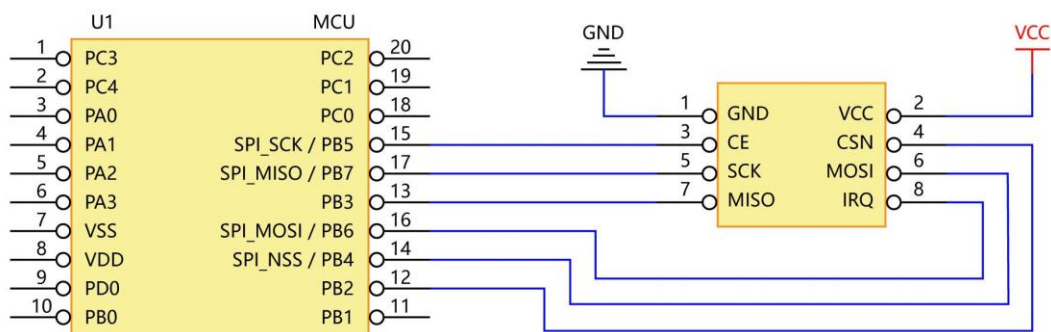 U1 MCU
GND
VCC
1 PC3 PC2 20
2 PC4 PC1 19
3 PA0 PC0 18
4 PA1 SPI_SCK / PB5 15
5 PA2 SPI_MISO / PB7 17
6 PA3 PB3 13
7 VSS SPI_MOSI / PB6 16
8 VDD SPI_NSS / PB4 14
9 PD0 PB2 12
10 PB0 PB1 11
1 GND VCC 2
3 CE CSN 4
5 SCK MOSI 6
7 MISO IRQ 8